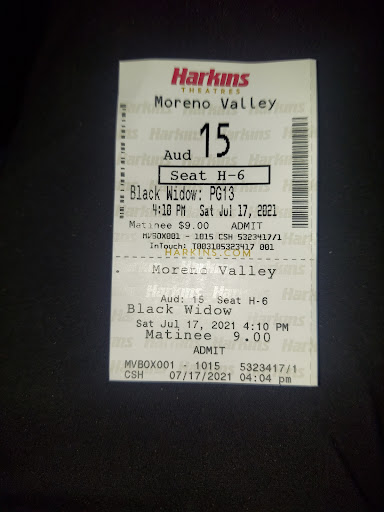 Harkins
THEATRES
Moreno Valley
Aud 15
Seat H-6
Black Widow: PG13
4:10 PM Sat Jul 17, 2021
Matinee $9.00 ADMIT
MVBOX001 - 1015 CSH 5323417/1
InTouch: T003105323417 001
HARKINS.COM
Moreno Valley
Aud: 15 Seat H-6
Black Widow
Sat Jul 17, 2021 4:10 PM
Matinee 9.00
ADMIT
MVBOX001 - 1015 5323417/1
CSH 07/17/2021 04:04 pm